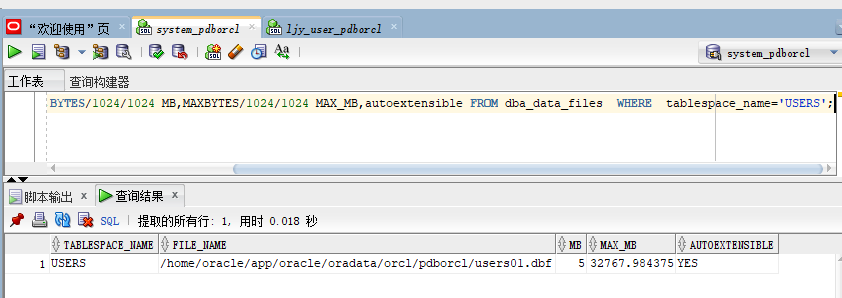 “欢迎使用”页 × system_pdborcl × ljy_user_pdborcl ×
SQL Aa system_pdborcl
工作表 查询构建器
BYTES/1024/1024 MB,MAXBYTES/1024/1024 MAX_MB,autoextensible FROM dba_data_files  WHERE  tablespace_name='USERS';
脚本输出 × 查询结果 ×
SQL | 提取的所有行: 1, 用时 0.018 秒
TABLESPACE_NAME FILE_NAME MB MAX_MB AUTOEXTENSIBLE
1 USERS /home/oracle/app/oracle/oradata/orcl/pdborcl/users01.dbf 5 32767.984375 YES